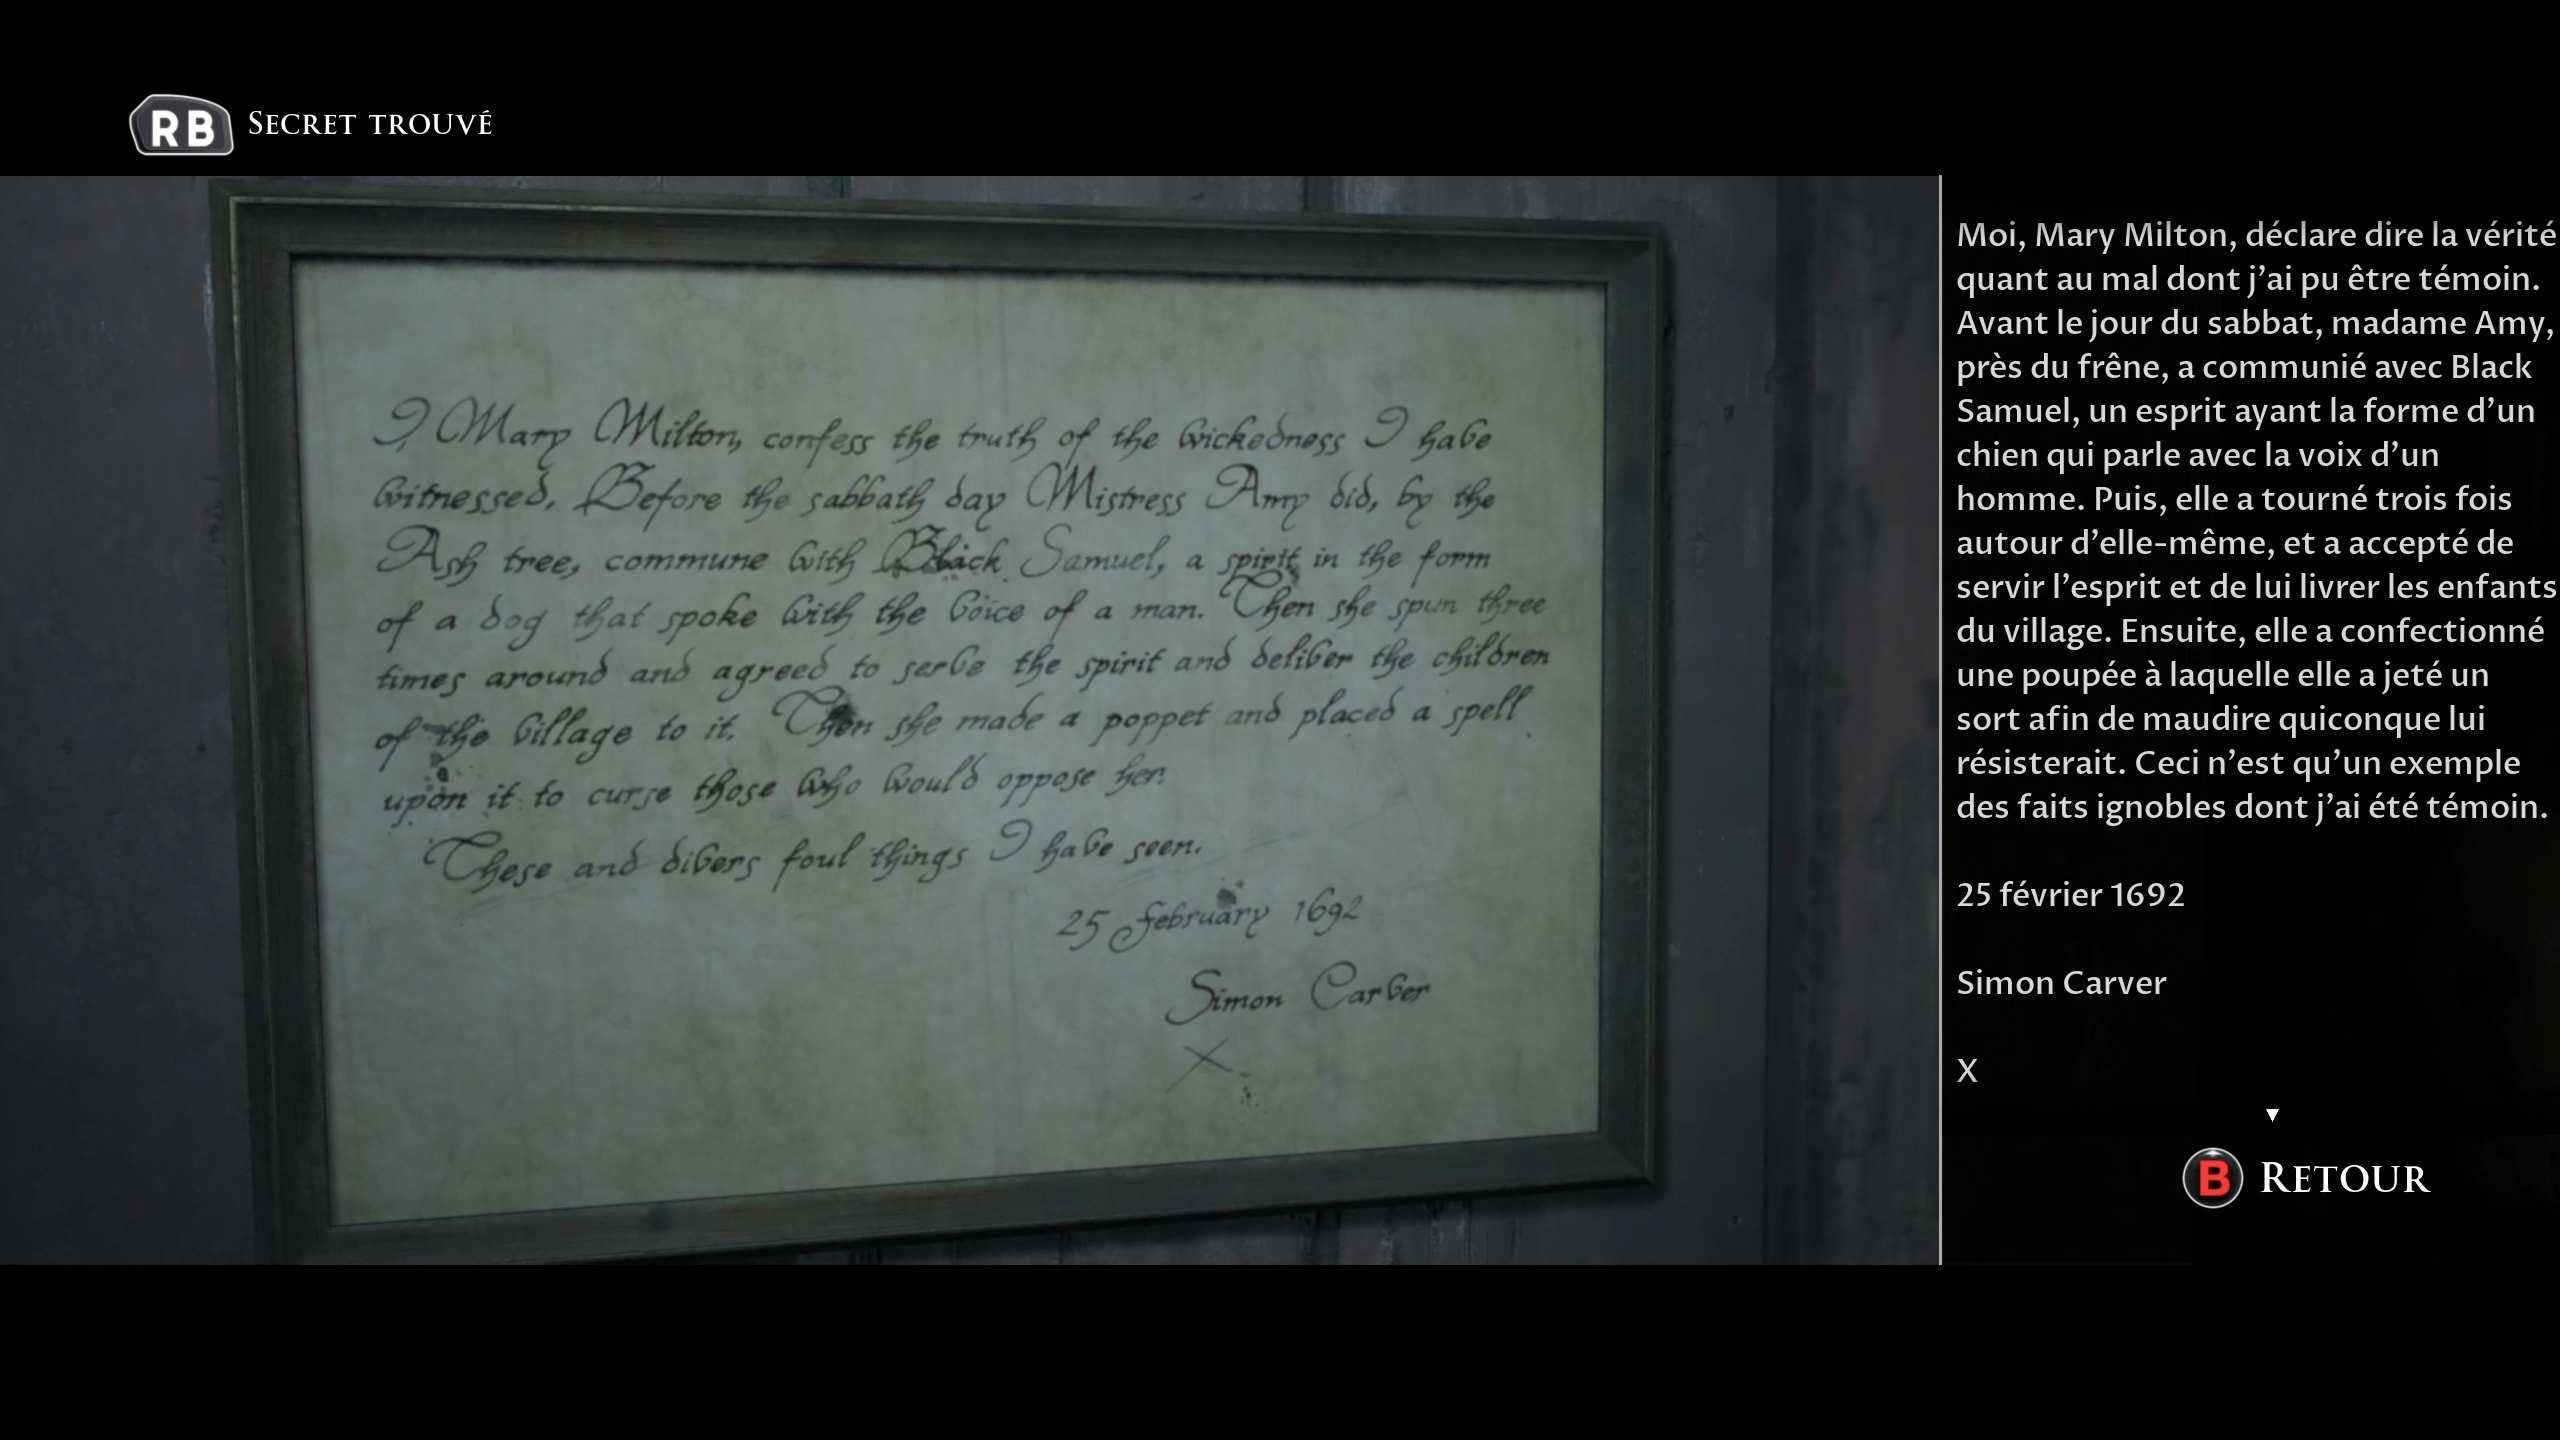 RB SECRET TROUVÉ
I, Mary Milton, confess the truth of the wickedness I have
witnessed. Before the sabbath day Mistress Amy did, by the
Ash tree, commune with Black Samuel, a spirit in the form
of a dog that spoke with the voice of a man. Then she spun three
times around and agreed to serve the spirit and deliver the children
of the village to it. Then she made a poppet and placed a spell
upon it to curse those who would oppose her.
These and divers foul things I have seen.
25 February 1692
Simon Carver
X
Moi, Mary Milton, déclare dire la vérité
quant au mal dont j’ai pu être témoin.
Avant le jour du sabbat, madame Amy,
près du frêne, a communié avec Black
Samuel, un esprit ayant la forme d’un
chien qui parle avec la voix d’un
homme. Puis, elle a tourné trois fois
autour d’elle-même, et a accepté de
servir l’esprit et de lui livrer les enfants
du village. Ensuite, elle a confectionné
une poupée à laquelle elle a jeté un
sort afin de maudire quiconque lui
résisterait. Ceci n’est qu’un exemple
des faits ignobles dont j’ai été témoin.
25 février 1692
Simon Carver
X
B RETOUR